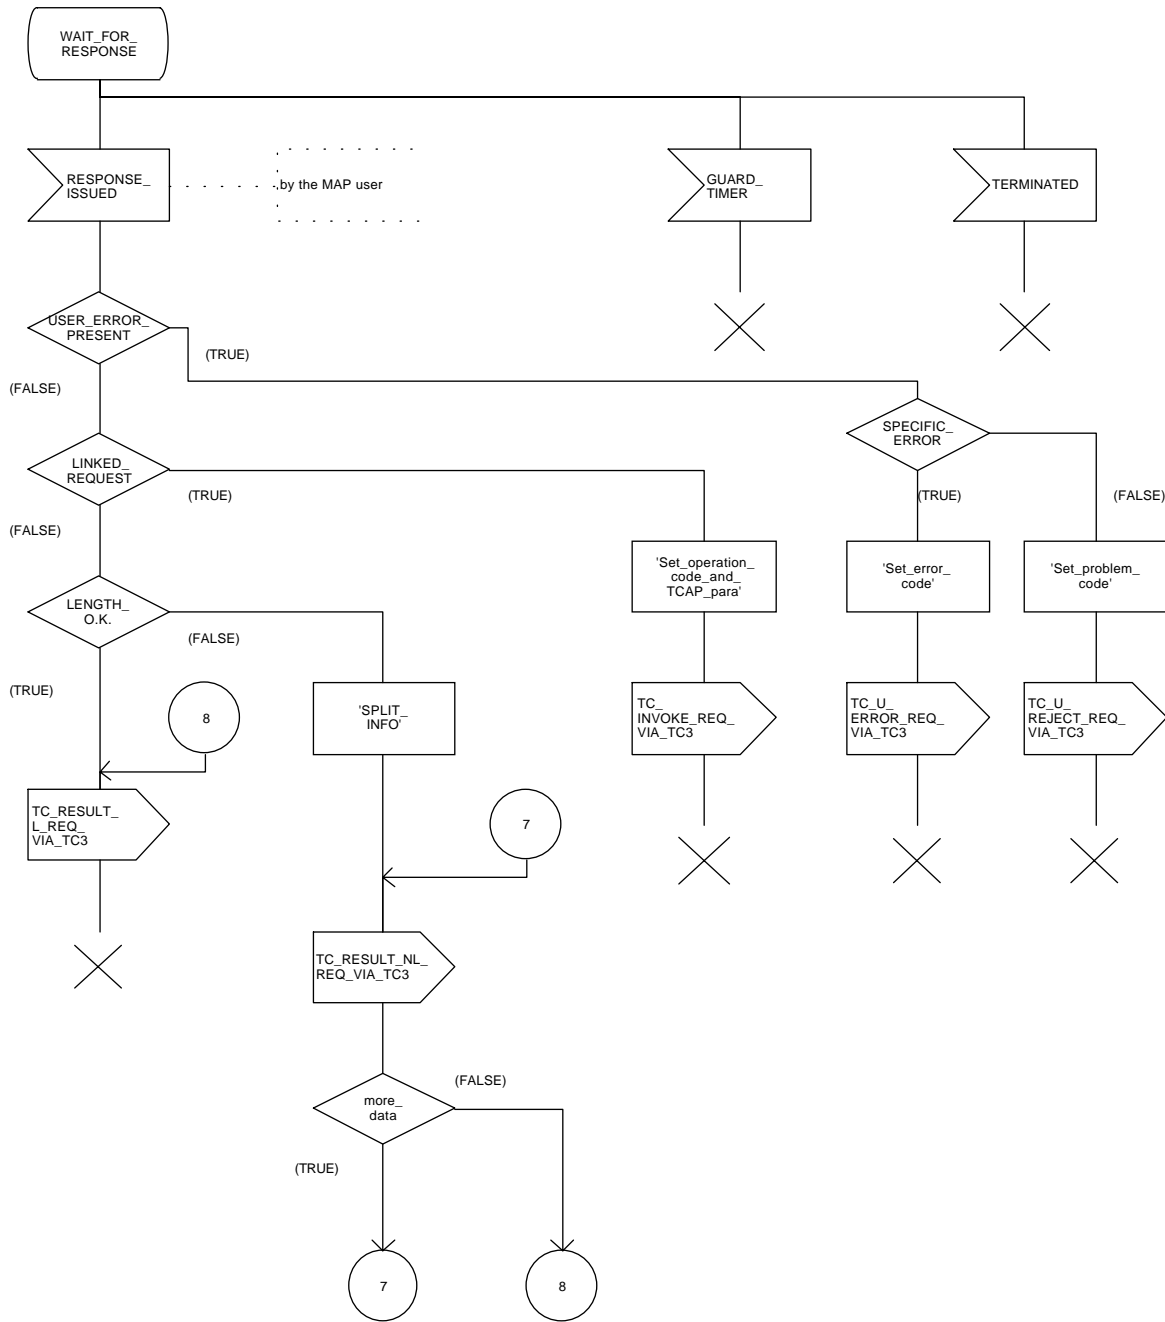 WAIT_FOR_
RESPONSE
RESPONSE_
ISSUED
by the MAP user
GUARD_
TIMER
TERMINATED
USER_ERROR_
PRESENT
(TRUE)
(FALSE)
SPECIFIC_
ERROR
LINKED_
REQUEST
(TRUE)
(TRUE)
(FALSE)
(FALSE)
'Set_operation_
code_and_
TCAP_para'
'Set_error_
code'
'Set_problem_
code'
LENGTH_
O.K.
(FALSE)
(TRUE)
8
'SPLIT_
INFO'
TC_
INVOKE_REQ_
VIA_TC3
TC_U_
ERROR_REQ_
VIA_TC3
TC_U_
REJECT_REQ_
VIA_TC3
TC_RESULT_
L_REQ_
VIA_TC3
7
TC_RESULT_NL_
REQ_VIA_TC3
(FALSE)
more_
data
(TRUE)
7
8